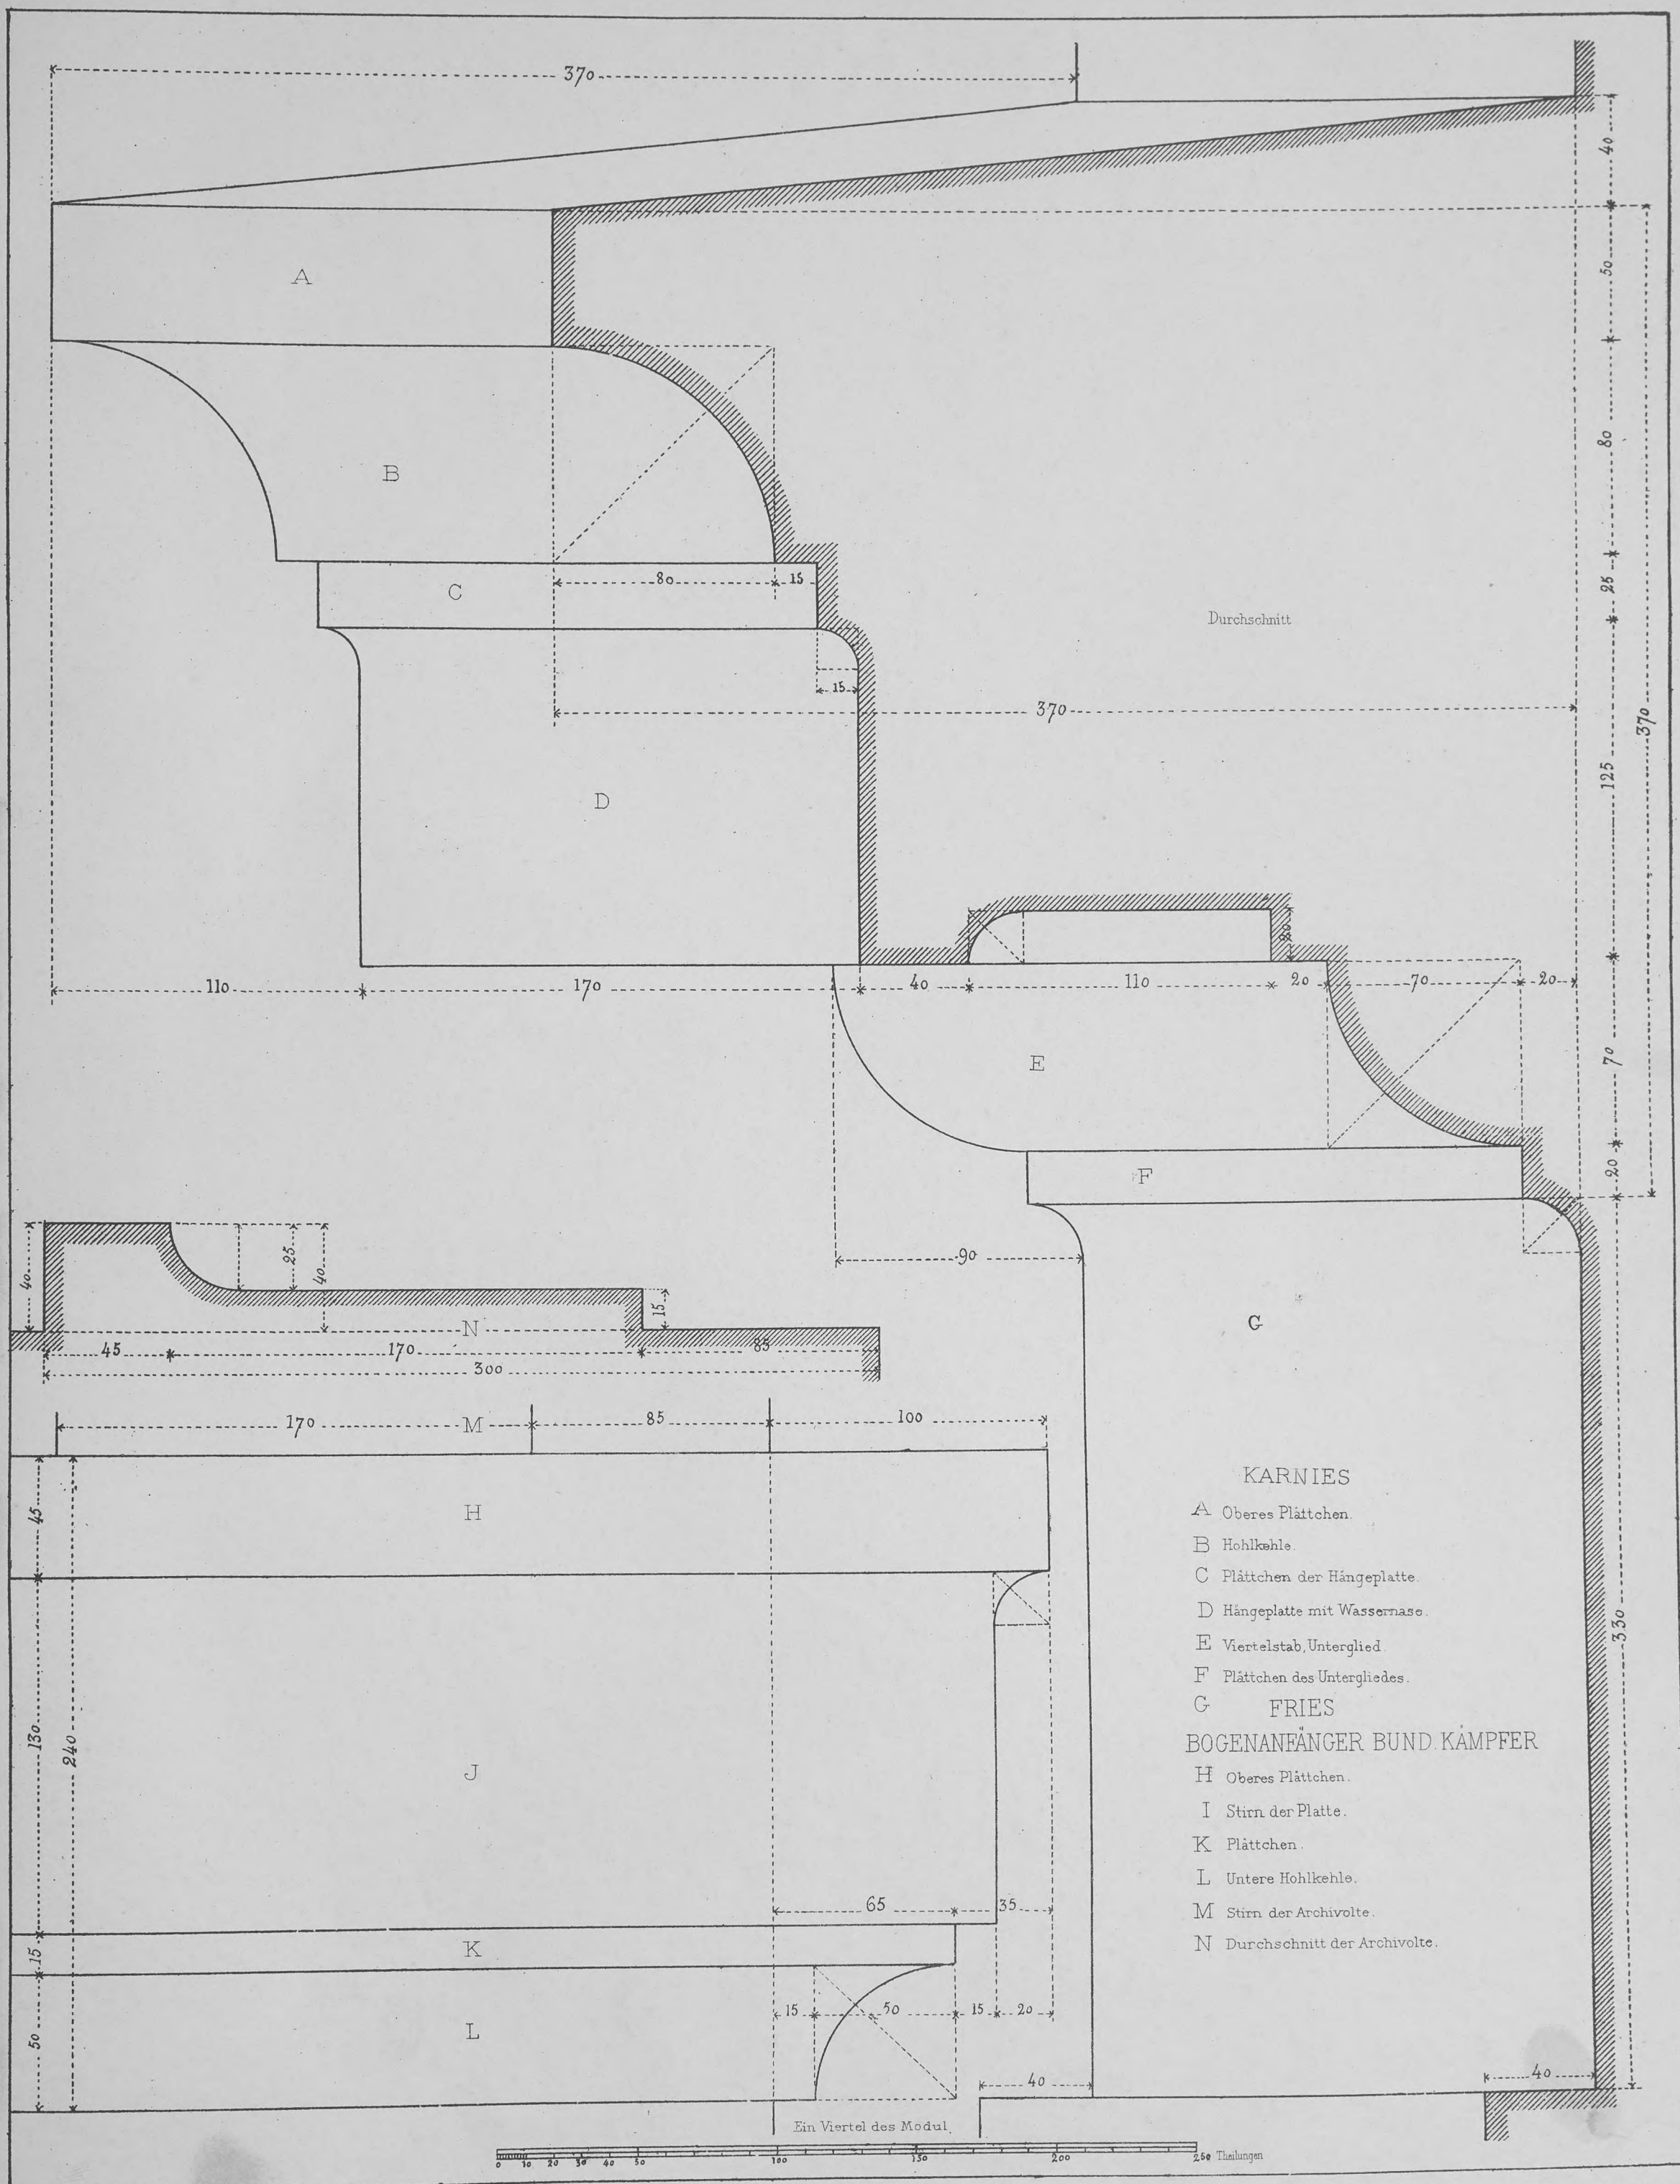 370
40
A
50
B
80
80
15
C
25
Durchschnitt
15
370
370
D
125
20
110
170
40
110
20
70
20
E
70
F
20
40
25
40
15
90
N
45
170
85
300
G
170
M
85
100
45
H
KARNIES
A Oberes Plättchen.
B Hohlkehle.
C Plättchen der Hängeplatte.
D Hängeplatte mit Wassernase.
E Viertelstab, Unterglied.
F Plättchen des Untergliedes.
G FRIES
BOGENANFÄNGER BUND. KÄMPFER
H Oberes Plättchen.
I Stirn der Platte.
K Plättchen.
L Untere Hohlkehle.
M Stirn der Archivolte.
N Durchschnitt der Archivolte.
330
130
240
J
65
35
15
K
15
50
15
20
50
L
40
40
Ein Viertel des Modul.
0 10 20 30 40 50 100 150 200 250 Theilungen